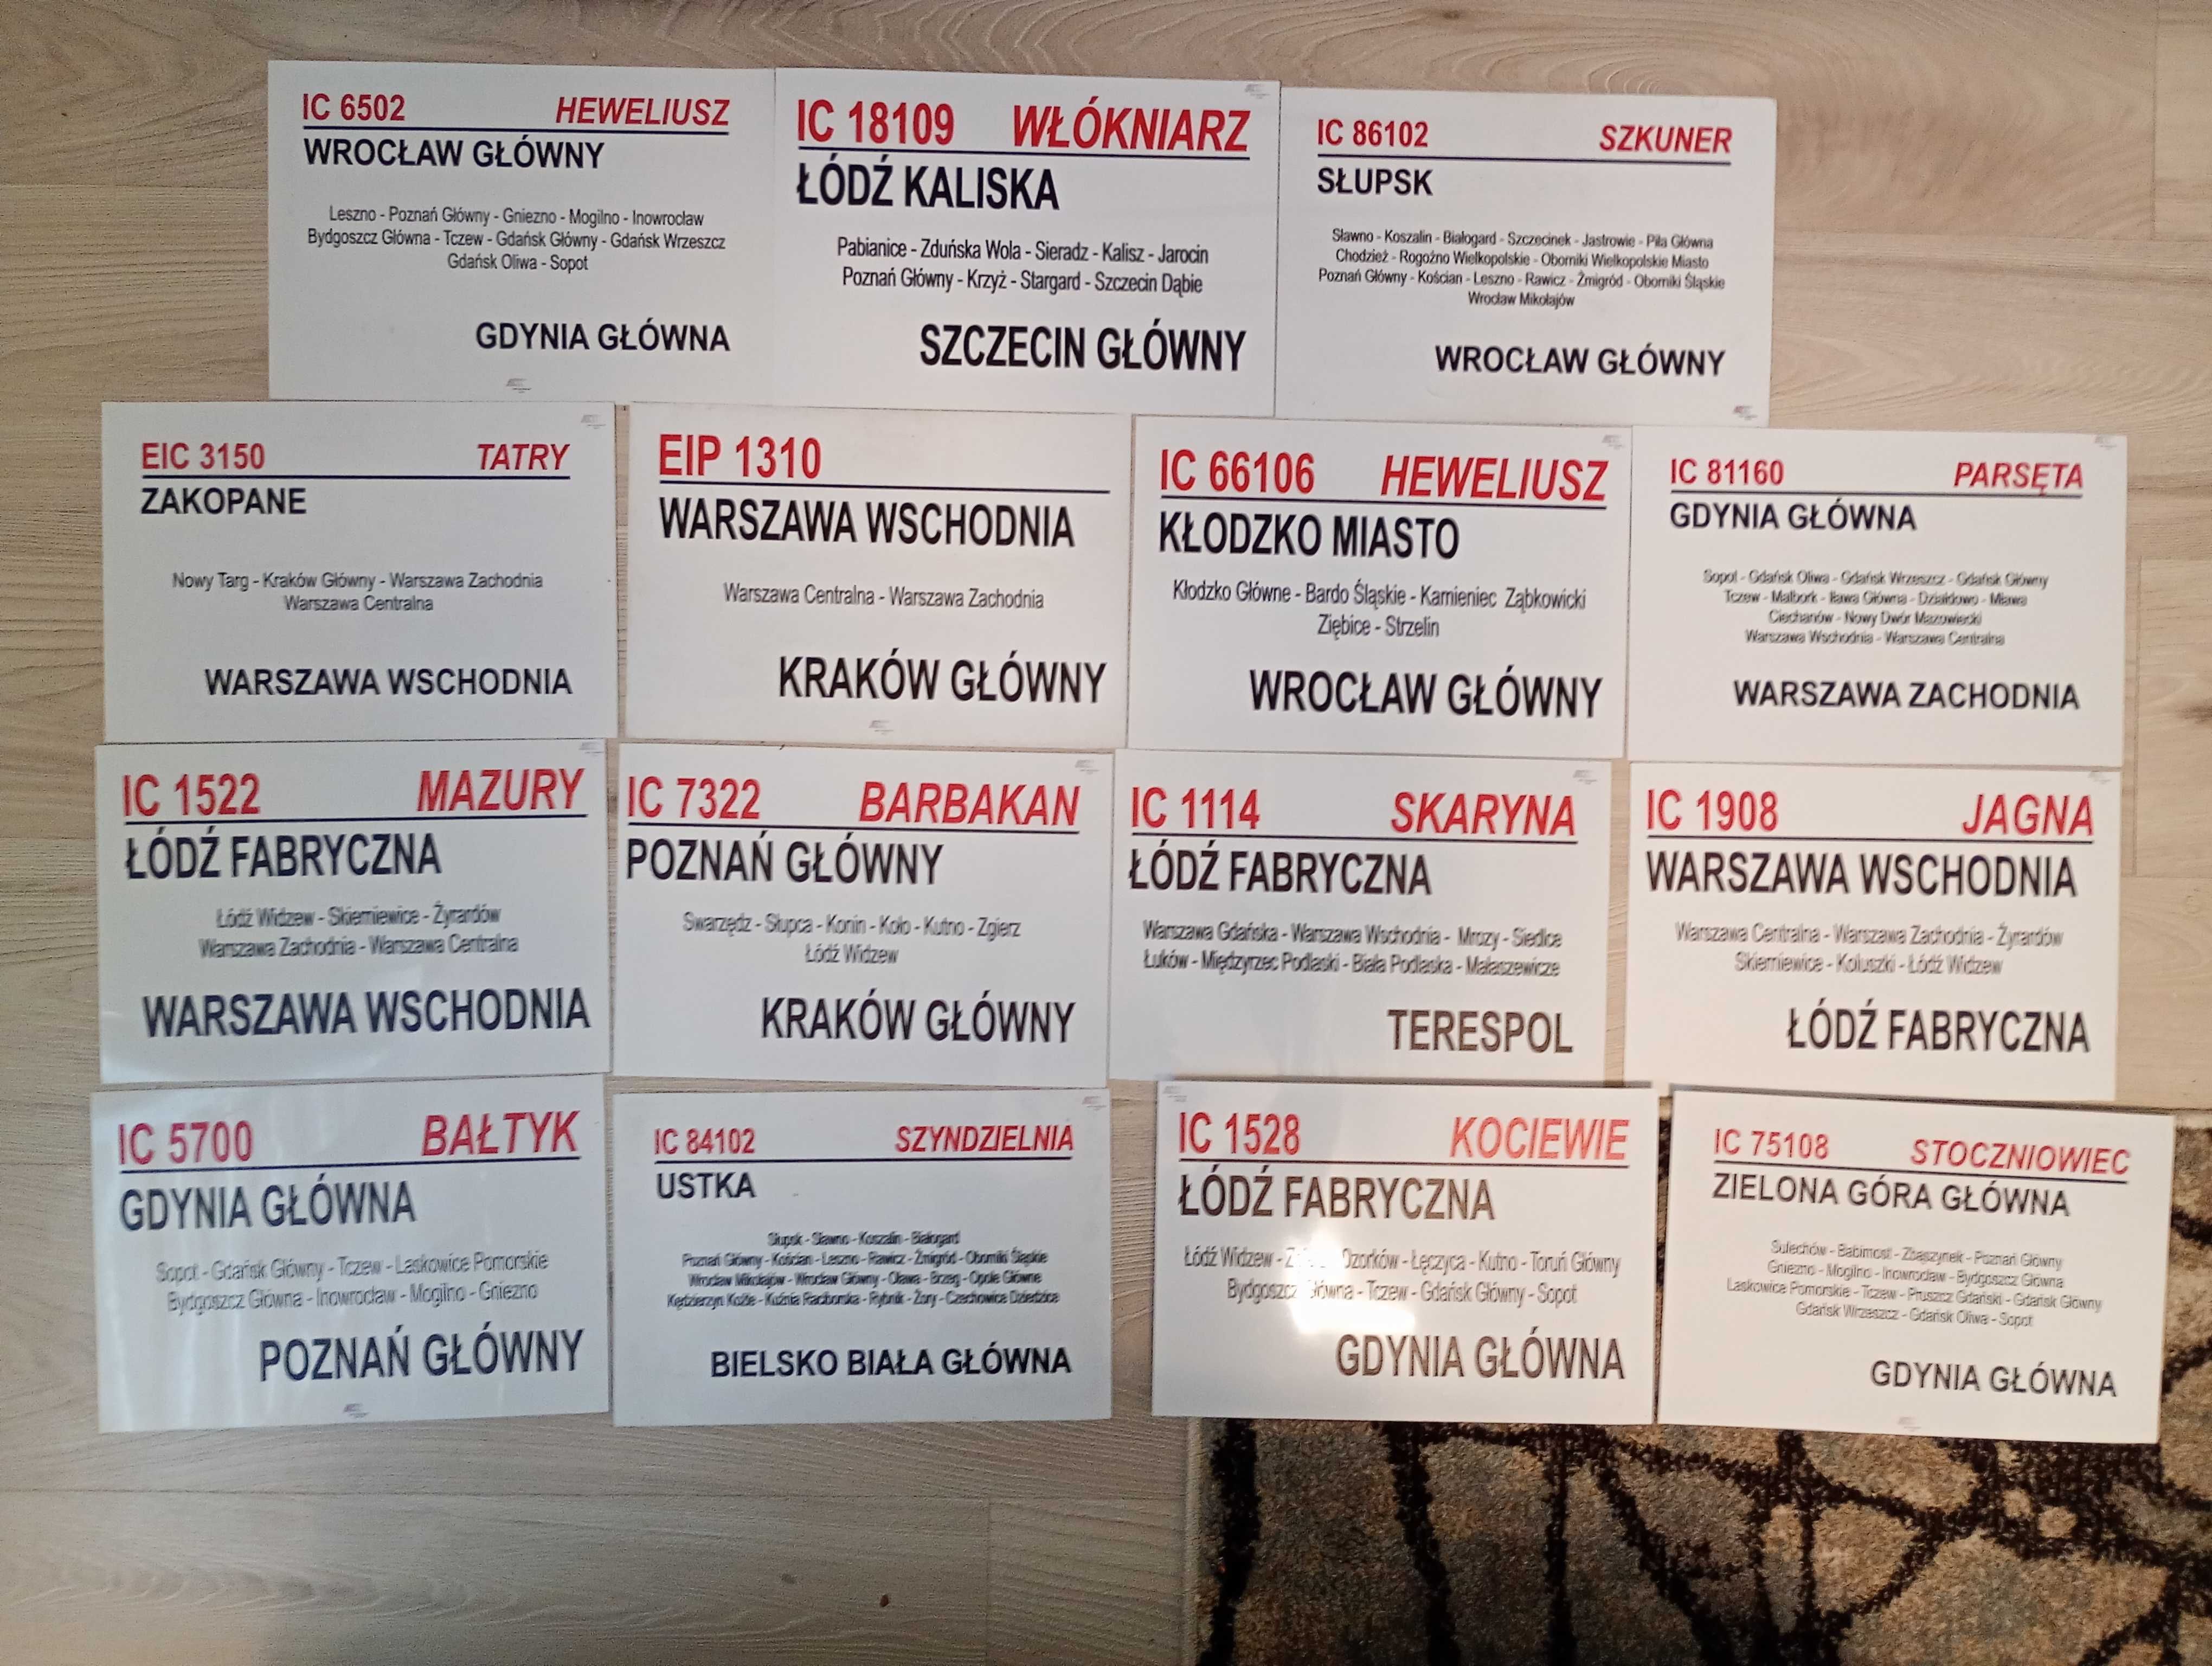 IC 6502 HEWELIUSZ
WROCŁAW GŁÓWNY
Leszno - Poznań Główny - Gniezno - Mogilno - Inowrocław
Bydgoszcz Główna - Tczew - Gdańsk Główny - Gdańsk Wrzeszcz
Gdańsk Oliwa - Sopot
GDYNIA GŁÓWNA
IC 18109 WŁÓKNIARZ
ŁÓDŹ KALISKA
Pabianice - Zduńska Wola - Sieradz - Kalisz - Jarocin
Poznań Główny - Krzyż - Stargard - Szczecin Dąbie
SZCZECIN GŁÓWNY
IC 86102 SZKUNER
SŁUPSK
Sławno - Koszalin - Białogard - Szczecinek - Jastrowie - Piła Główna
Chodzież - Rogoźno Wielkopolskie - Oborniki Wielkopolskie Miasto
Poznań Główny - Kościan - Leszno - Rawicz - Żmigród - Oborniki Śląskie
Wrocław Mikołajów
WROCŁAW GŁÓWNY
EIC 3150 TATRY
ZAKOPANE
Nowy Targ - Kraków Główny - Warszawa Zachodnia
Warszawa Centralna
WARSZAWA WSCHODNIA
EIP 1310
WARSZAWA WSCHODNIA
Warszawa Centralna - Warszawa Zachodnia
KRAKÓW GŁÓWNY
IC 66106 HEWELIUSZ
KŁODZKO MIASTO
Kłodzko Główne - Bardo Śląskie - Kamieniec Ząbkowicki
Ziębice - Strzelin
WROCŁAW GŁÓWNY
IC 81160 PARSĘTA
GDYNIA GŁÓWNA
Sopot - Gdańsk Oliwa - Gdańsk Wrzeszcz - Gdańsk Główny
Tczew - Malbork - Iława Główna - Działdowo - Mława
Ciechanów - Nowy Dwór Mazowiecki
Warszawa Wschodnia - Warszawa Centralna
WARSZAWA ZACHODNIA
IC 1522 MAZURY
ŁÓDŹ FABRYCZNA
Łódź Widzew - Skierniewice - Żyrardów
Warszawa Zachodnia - Warszawa Centralna
WARSZAWA WSCHODNIA
IC 7322 BARBAKAN
POZNAŃ GŁÓWNY
Swarzędz - Słupca - Konin - Koło - Kutno - Zgierz
Łódź Widzew
KRAKÓW GŁÓWNY
IC 1114 SKARYNA
ŁÓDŹ FABRYCZNA
Warszawa Gdańska - Warszawa Wschodnia - Mrozy - Siedlce
Łuków - Międzyrzec Podlaski - Biała Podlaska - Małaszewicze
TERESPOL
IC 1908 JAGNA
WARSZAWA WSCHODNIA
Warszawa Centralna - Warszawa Zachodnia - Żyrardów
Skierniewice - Koluszki - Łódź Widzew
ŁÓDŹ FABRYCZNA
IC 5700 BAŁTYK
GDYNIA GŁÓWNA
Sopot - Gdańsk Główny - Tczew - Laskowice Pomorskie
Bydgoszcz Główna - Inowrocław - Mogilno - Gniezno
POZNAŃ GŁÓWNY
IC 84102 SZYNDZIELNIA
USTKA
Słupsk - Sławno - Koszalin - Białogard
Poznań Główny - Kościan - Leszno - Rawicz - Żmigród - Oborniki Śląskie
Wrocław Mikołajów - Wrocław Główny - Oława - Brzeg - Opole Główne
Kędzierzyn Koźle - Kuźnia Raciborska - Rybnik - Żory - Czechowice Dziedzice
BIELSKO BIAŁA GŁÓWNA
IC 1528 KOCIEWIE
ŁÓDŹ FABRYCZNA
Łódź Widzew - Ozorków - Łęczyca - Kutno - Toruń Główny
Bydgoszcz Główna - Tczew - Gdańsk Główny - Sopot
GDYNIA GŁÓWNA
IC 75108 STOCZNIOWIEC
ZIELONA GÓRA GŁÓWNA
Sulechów - Babimost - Zbąszynek - Poznań Główny
Gniezno - Mogilno - Inowrocław - Bydgoszcz Główna
Laskowice Pomorskie - Tczew - Pruszcz Gdański - Gdańsk Główny
Gdańsk Wrzeszcz - Gdańsk Oliwa - Sopot
GDYNIA GŁÓWNA